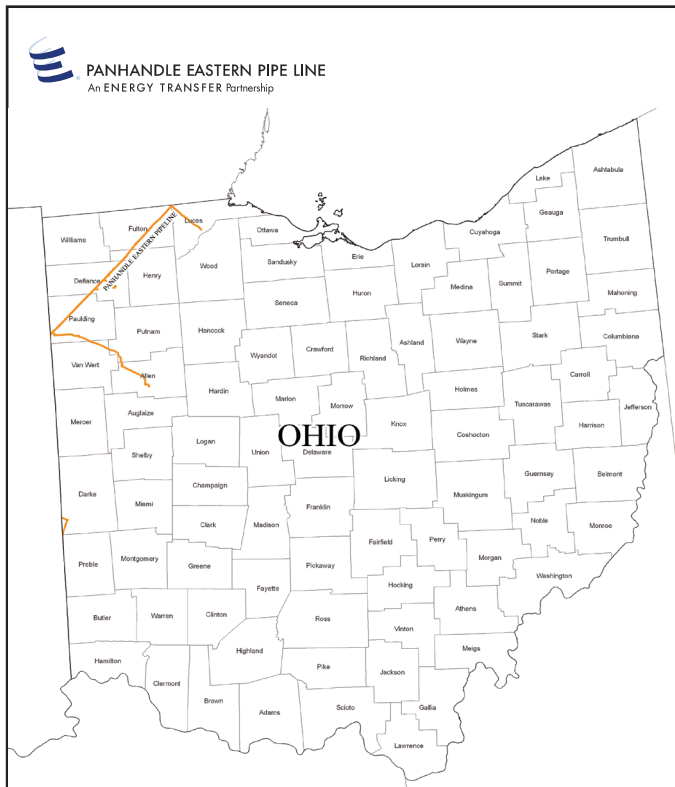 PANHANDLE EASTERN PIPE LINE
An ENERGY TRANSFER Partnership
Ashtabula
Lake
Geauga
Cuyahoga
Trumbull
Lucas
Fulton
Williams
Ottawa
Wood
Erie
Sandusky
Lorain
Portage
Summit
Medina
Henry
Defiance
PANHANDLE EASTERN PIPELINE
Huron
Mahoning
Seneca
Paulding
Putnam
Hancock
Ashland
Wayne
Stark
Columbiana
Crawford
Wyandot
Richland
Van Wert
Allen
Carroll
Hardin
Holmes
Marion
Morrow
Tuscarawas
Jefferson
Auglaize
Mercer
Knox
Harrison
Logan
OHIO
Coshocton
Union
Delaware
Shelby
Guernsey
Belmont
Licking
Champaign
Darke
Muskingum
Miami
Franklin
Clark
Madison
Noble
Monroe
Perry
Fairfield
Montgomery
Morgan
Preble
Greene
Pickaway
Washington
Hocking
Fayette
Athens
Butler
Warren
Clinton
Ross
Vinton
Meigs
Highland
Hamilton
Pike
Jackson
Clermont
Brown
Adams
Scioto
Gallia
Lawrence